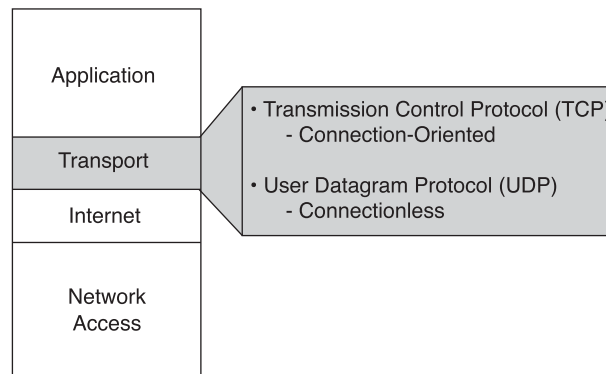 Application
Transport
Internet
Network
Access
• Transmission Control Protocol (TCP)
- Connection-Oriented
• User Datagram Protocol (UDP)
- Connectionless